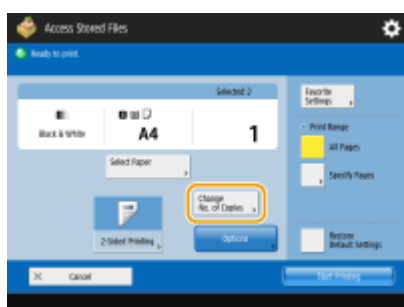 Access Stored Files
Ready to print.
Selected: 2
Black & White
A4
1
Select Paper
Change
No. of Copies
2-Sided Printing
Options
Cancel
Favorite
Settings
Print Range
All Pages
Specify Pages
Restore
Default Settings
Start Printing